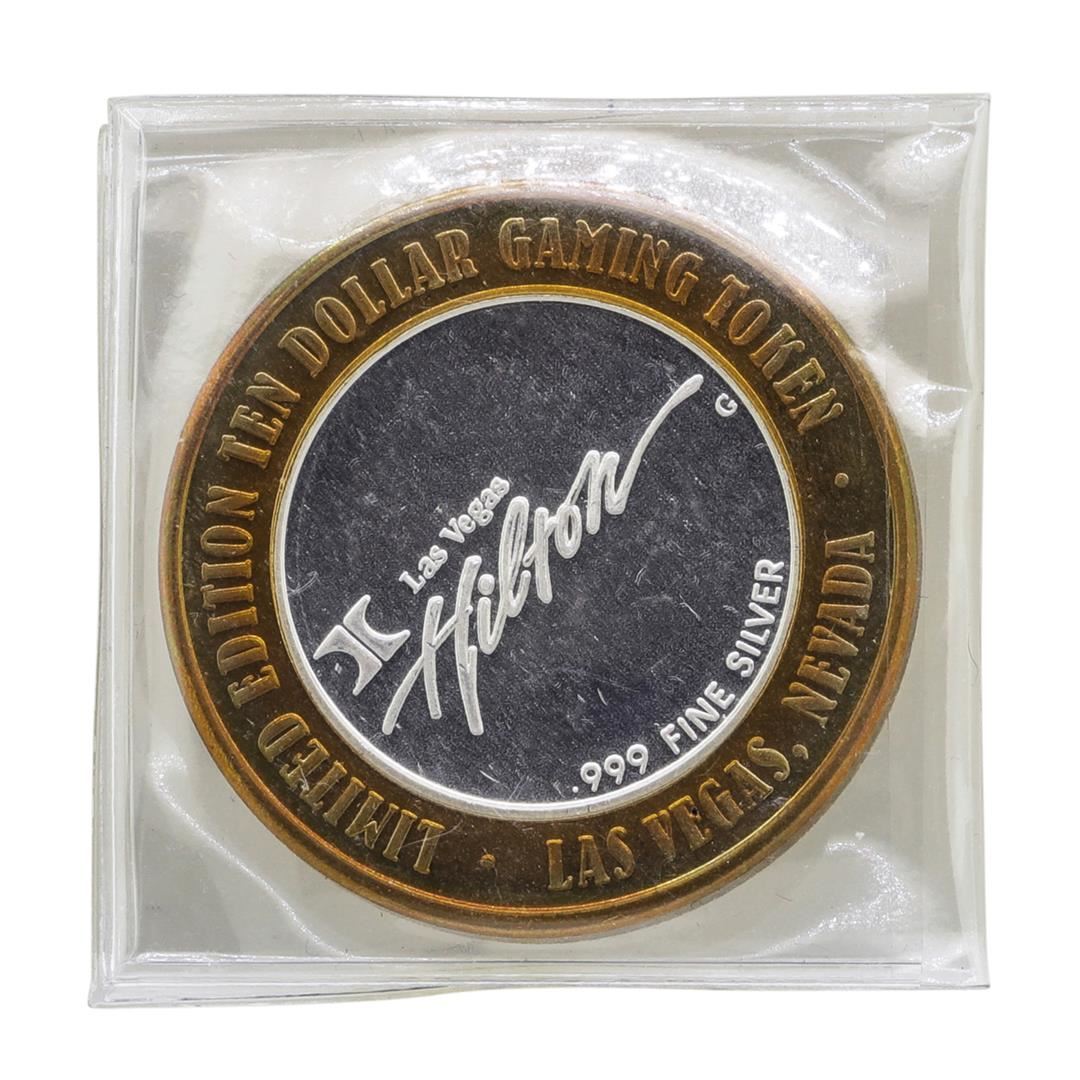 LIMITED EDITION TEN DOLLAR GAMING TOKEN
• LAS VEGAS, NEVADA •
Las Vegas
Hilton
G
.999 FINE SILVER